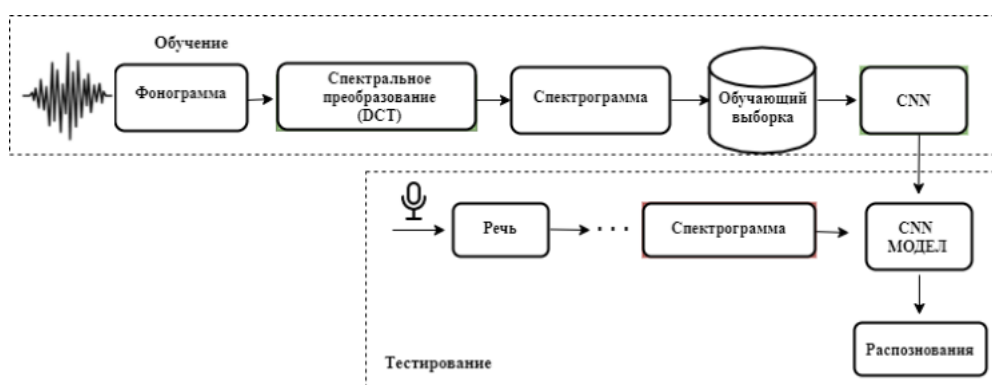 Обучение
Фонограмма
Спектральное
преобразование
(DCT)
Спектрограмма
Обучающий
выборка
CNN
Речь
. . .
Спектрограмма
CNN
МОДЕЛ
Распознования
Тестирование